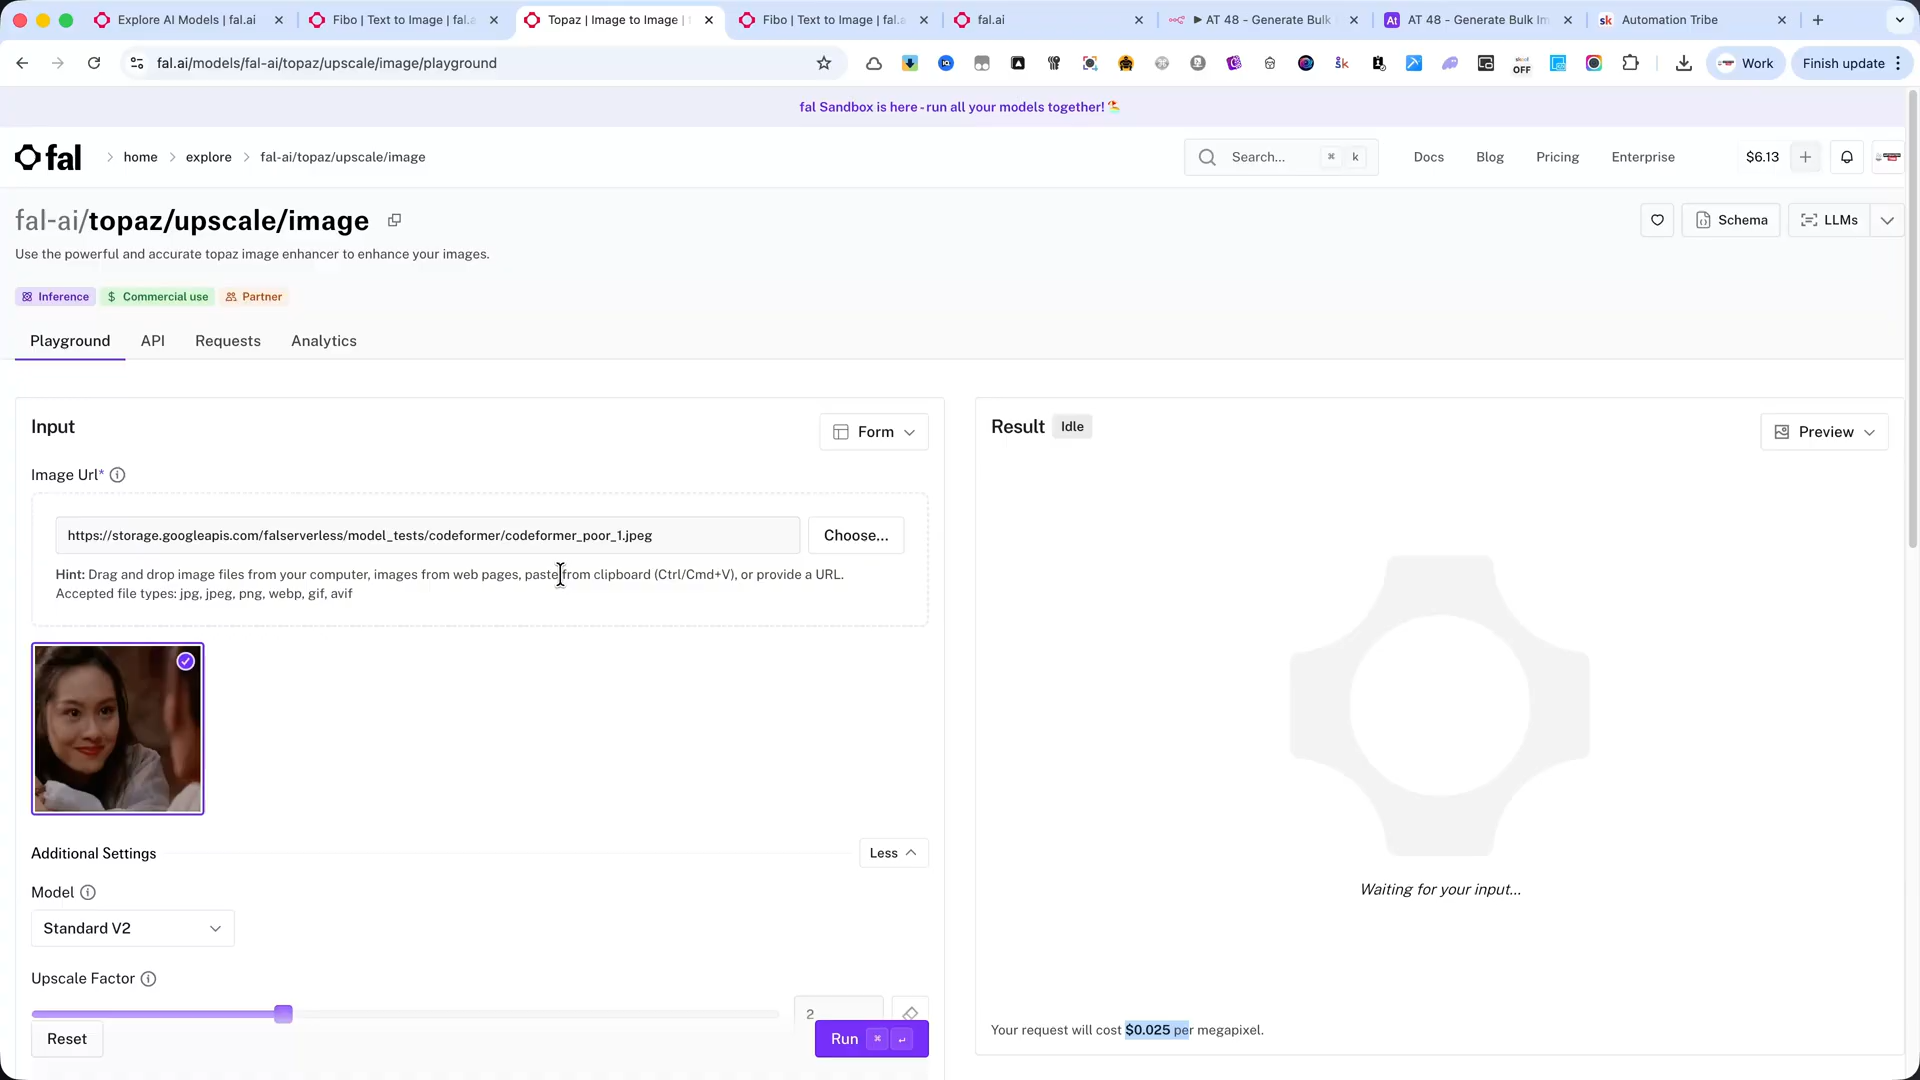 Explore AI Models | fal.ai
Fibo | Text to Image | fal.a
Topaz | Image to Image |
Fibo | Text to Image | fal.a
fal.ai
AT 48 - Generate Bulk
AT 48 - Generate Bulk Im
sk
Automation Tribe
fal.ai/models/fal-ai/topaz/upscale/image/playground
OFF
Work
Finish update
fal Sandbox is here - run all your models together!
fal
home
explore
fal-ai/topaz/upscale/image
Search...
⌘
k
Docs
Blog
Pricing
Enterprise
$6.13
fal-ai/topaz/upscale/image
Schema
LLMs
Use the powerful and accurate topaz image enhancer to enhance your images.
Inference
$ Commercial use
Partner
Playground
API
Requests
Analytics
Input
Form
Result
Idle
Preview
Image Url*
https://storage.googleapis.com/falserverless/model_tests/codeformer/codeformer_poor_1.jpeg
Choose...
Hint: Drag and drop image files from your computer, images from web pages, paste from clipboard (Ctrl/Cmd+V), or provide a URL.
Accepted file types: jpg, jpeg, png, webp, gif, avif
Additional Settings
Less
Model
Standard V2
Waiting for your input...
Upscale Factor
2
Reset
Run
Your request will cost $0.025 per megapixel.